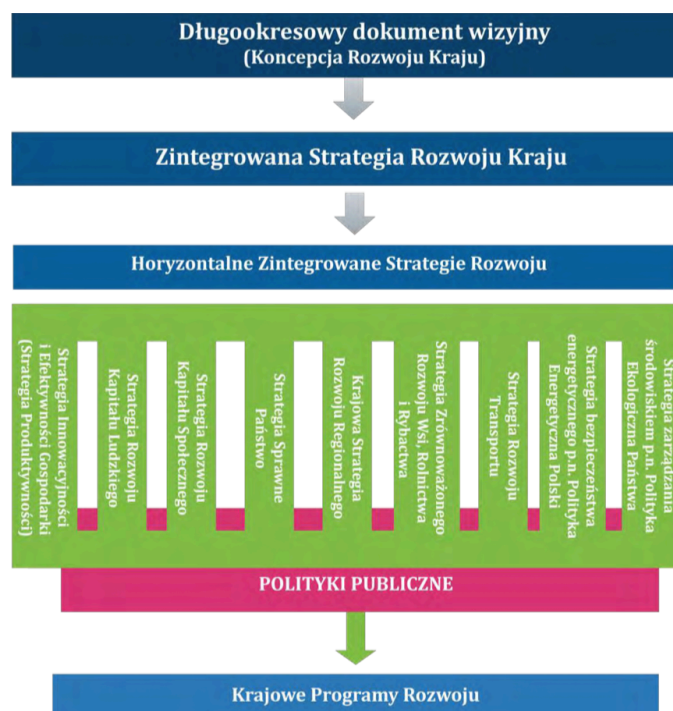 Długookresowy dokument wizyjny
(Koncepcja Rozwoju Kraju)
Zintegrowana Strategia Rozwoju Kraju
Horyzontalne Zintegrowane Strategie Rozwoju
Strategia Innowacyjności
i Efektywności Gospodarki
(Strategia Produktywności)
Strategia Rozwoju
Kapitału Ludzkiego
Strategia Rozwoju
Kapitału Społecznego
Strategia Sprawne
Państwo
Krajowa Strategia
Rozwoju Regionalnego
Strategia Zrównoważonego
Rozwoju Wsi, Rolnictwa
i Rybactwa
Strategia Rozwoju
Transportu
Strategia bezpieczeństwa
energetycznego p.n. Polityka
Energetyczna Polski
Strategia zarządzania
środowiskiem p.n. Polityka
Ekologiczna Państwa
POLITYKI PUBLICZNE
Krajowe Programy Rozwoju